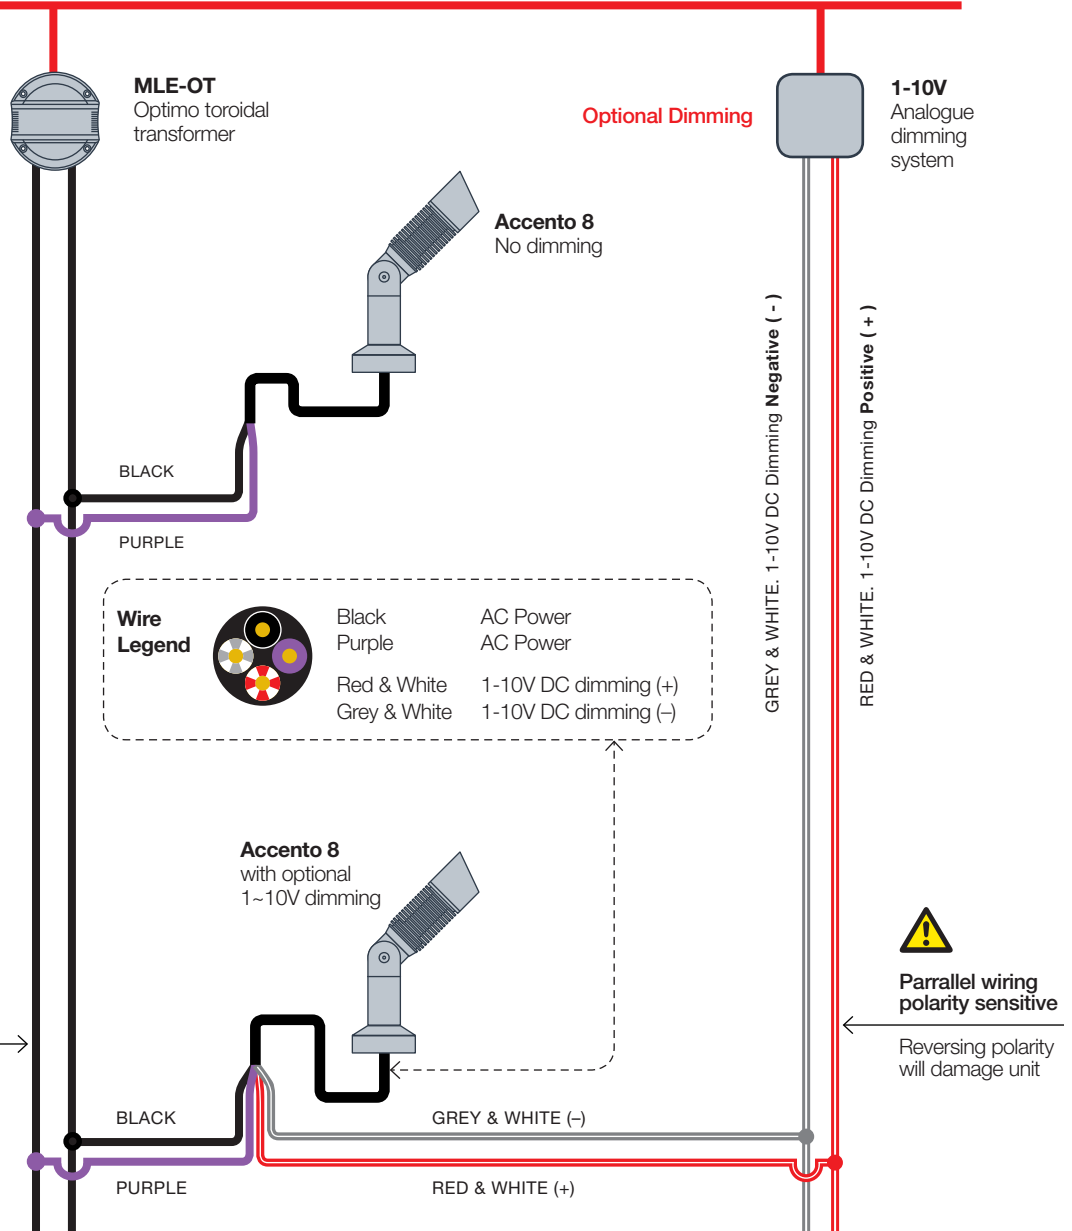 MLE-OT
Optimo toroidal
transformer
Optional Dimming
1-10V
Analogue
dimming
system
Accento 8
No dimming
GREY & WHITE. 1-10V DC Dimming Negative ( - )
RED & WHITE. 1-10V DC Dimming Positive ( + )
BLACK
PURPLE
Wire
Legend
Black AC Power
Purple AC Power
Red & White 1-10V DC dimming (+)
Grey & White 1-10V DC dimming (–)
Accento 8
with optional
1~10V dimming
Parrallel wiring
polarity sensitive
Reversing polarity
will damage unit
BLACK
GREY & WHITE (–)
PURPLE
RED & WHITE (+)